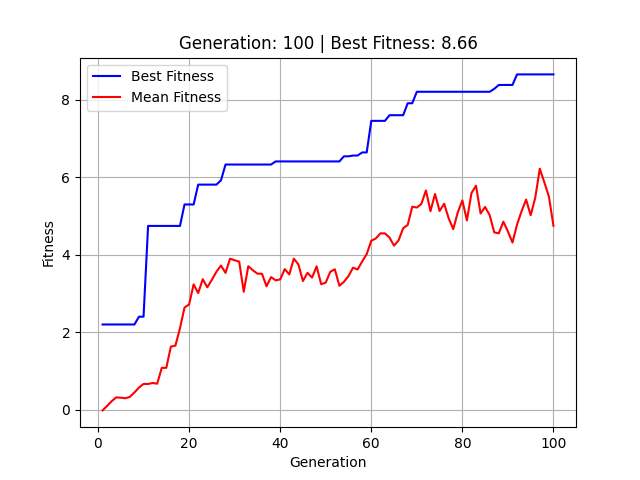 Generation: 100 | Best Fitness: 8.66
Best Fitness
Mean Fitness
8
6
4
2
0
Fitness
0 20 40 60 80 100
Generation